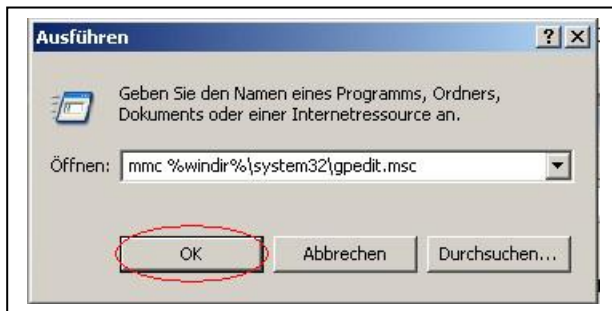 Ausführen
Geben Sie den Namen eines Programms, Ordners,
Dokuments oder einer Internetressource an.
Öffnen: mmc %windir%\system32\gpedit.msc
OK Abbrechen Durchsuchen...